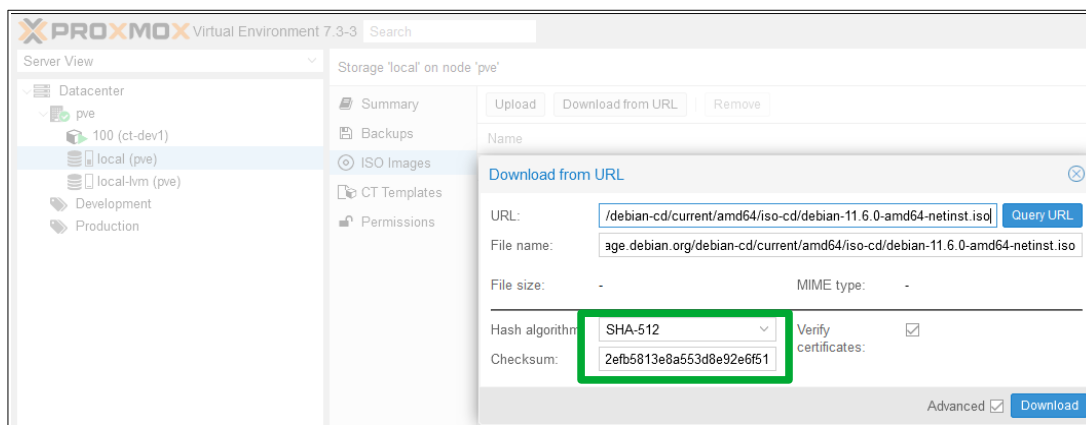 PROXMOX Virtual Environment 7.3-3 Search
Server View
Datacenter
pve
100 (ct-dev1)
local (pve)
local-lvm (pve)
Development
Production
Storage 'local' on node 'pve'
Summary
Backups
ISO Images
CT Templates
Permissions
Upload Download from URL Remove
Name
Download from URL
URL: /debian-cd/current/amd64/iso-cd/debian-11.6.0-amd64-netinst.iso Query URL
File name: age.debian.org/debian-cd/current/amd64/iso-cd/debian-11.6.0-amd64-netinst.iso
File size: - MIME type: -
Hash algorithm SHA-512 Verify
certificates:
Checksum: 2efb5813e8a553d8e92e6f51
Advanced Download